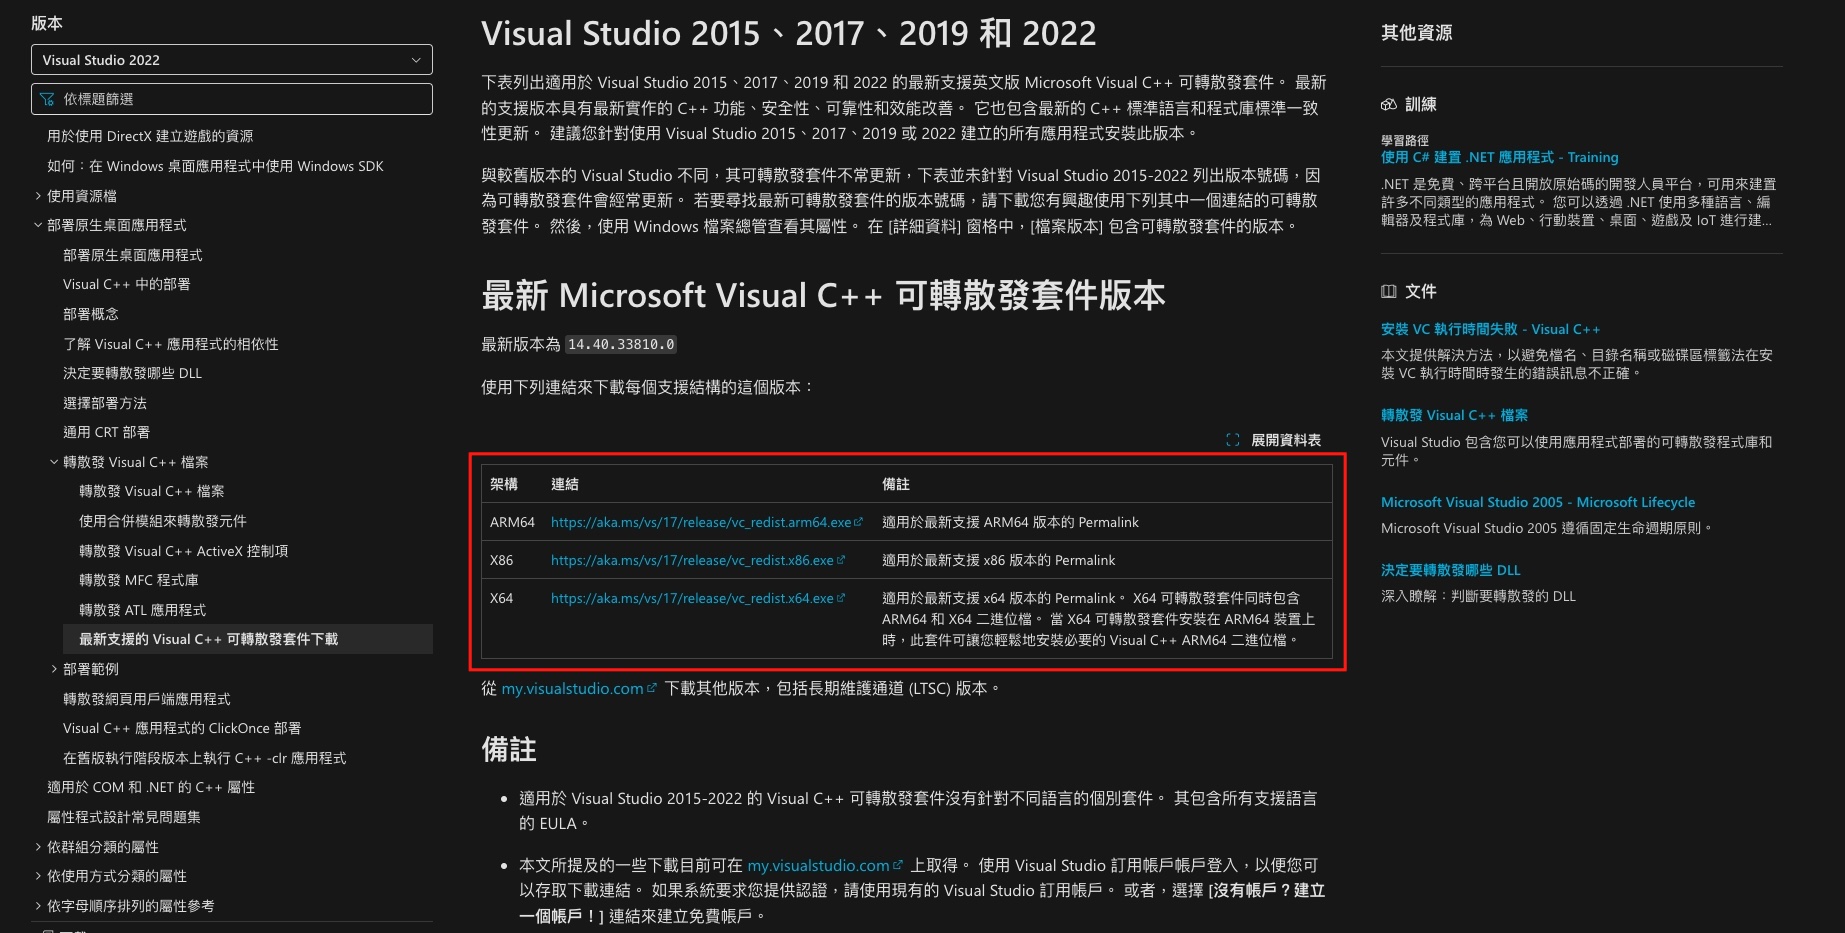 版本
Visual Studio 2022
依標題篩選
用於使用 DirectX 建立遊戲的資源
如何：在 Windows 桌面應用程式中使用 Windows SDK
使用資源檔
部署原生桌面應用程式
部署原生桌面應用程式
Visual C++ 中的部署
部署概念
了解 Visual C++ 應用程式的相依性
決定要轉散發哪些 DLL
選擇部署方法
通用 CRT 部署
轉散發 Visual C++ 檔案
轉散發 Visual C++ 檔案
使用合併模組來轉散發元件
轉散發 Visual C++ ActiveX 控制項
轉散發 MFC 程式庫
轉散發 ATL 應用程式
最新支援的 Visual C++ 可轉散發套件下載
部署範例
轉散發網頁用戶端應用程式
Visual C++ 應用程式的 ClickOnce 部署
在舊版執行階段版本上執行 C++ -clr 應用程式
適用於 COM 和 .NET 的 C++ 屬性
屬性程式設計常見問題集
依群組分類的屬性
依使用方式分類的屬性
依字母順序排列的屬性參考
Visual Studio 2015、2017、2019 和 2022
下表列出適用於 Visual Studio 2015、2017、2019 和 2022 的最新支援英文版 Microsoft Visual C++ 可轉散發套件。 最新
的支援版本具有最新實作的 C++ 功能、安全性、可靠性和效能改善。 它也包含最新的 C++ 標準語言和程式庫標準一致
性更新。 建議您針對使用 Visual Studio 2015、2017、2019 或 2022 建立的所有應用程式安裝此版本。
與較舊版本的 Visual Studio 不同，其可轉散發套件不常更新，下表並未針對 Visual Studio 2015-2022 列出版本號碼，因
為可轉散發套件會經常更新。 若要尋找最新可轉散發套件的版本號碼，請下載您有興趣使用下列其中一個連結的可轉散
發套件。 然後，使用 Windows 檔案總管查看其屬性。 在 [詳細資料] 窗格中，[檔案版本] 包含可轉散發套件的版本。
最新 Microsoft Visual C++ 可轉散發套件版本
最新版本為 14.40.33810.0
使用下列連結來下載每個支援結構的這個版本：
展開資料表
架構 連結 備註
ARM64 https://aka.ms/vs/17/release/vc_redist.arm64.exe 適用於最新支援 ARM64 版本的 Permalink
X86 https://aka.ms/vs/17/release/vc_redist.x86.exe 適用於最新支援 x86 版本的 Permalink
X64 https://aka.ms/vs/17/release/vc_redist.x64.exe 適用於最新支援 x64 版本的 Permalink。 X64 可轉散發套件同時包含
ARM64 和 X64 二進位檔。 當 X64 可轉散發套件安裝在 ARM64 裝置上
時，此套件可讓您輕鬆地安裝必要的 Visual C++ ARM64 二進位檔。
從 my.visualstudio.com 下載其他版本，包括長期維護通道 (LTSC) 版本。
備註
適用於 Visual Studio 2015-2022 的 Visual C++ 可轉散發套件沒有針對不同語言的個別套件。 其包含所有支援語言
的 EULA。
本文所提及的一些下載目前可在 my.visualstudio.com 上取得。 使用 Visual Studio 訂用帳戶帳戶登入，以便您可
以存取下載連結。 如果系統要求您提供認證，請使用現有的 Visual Studio 訂用帳戶。 或者，選擇 [沒有帳戶？建立
一個帳戶！] 連結來建立免費帳戶。
其他資源
訓練
學習路徑
使用 C# 建置 .NET 應用程式 - Training
.NET 是免費、跨平台且開放原始碼的開發人員平台，可用來建置
許多不同類型的應用程式。 您可以透過 .NET 使用多種語言、編
輯器及程式庫，為 Web、行動裝置、桌面、遊戲及 IoT 進行建...
文件
安裝 VC 執行時間失敗 - Visual C++
本文提供解決方法，以避免檔名、目錄名稱或磁碟區標籤法在安
裝 VC 執行時間時發生的錯誤訊息不正確。
轉散發 Visual C++ 檔案
Visual Studio 包含您可以使用應用程式部署的可轉散發程式庫和
元件。
Microsoft Visual Studio 2005 - Microsoft Lifecycle
Microsoft Visual Studio 2005 遵循固定生命週期原則。
決定要轉散發哪些 DLL
深入瞭解：判斷要轉散發的 DLL